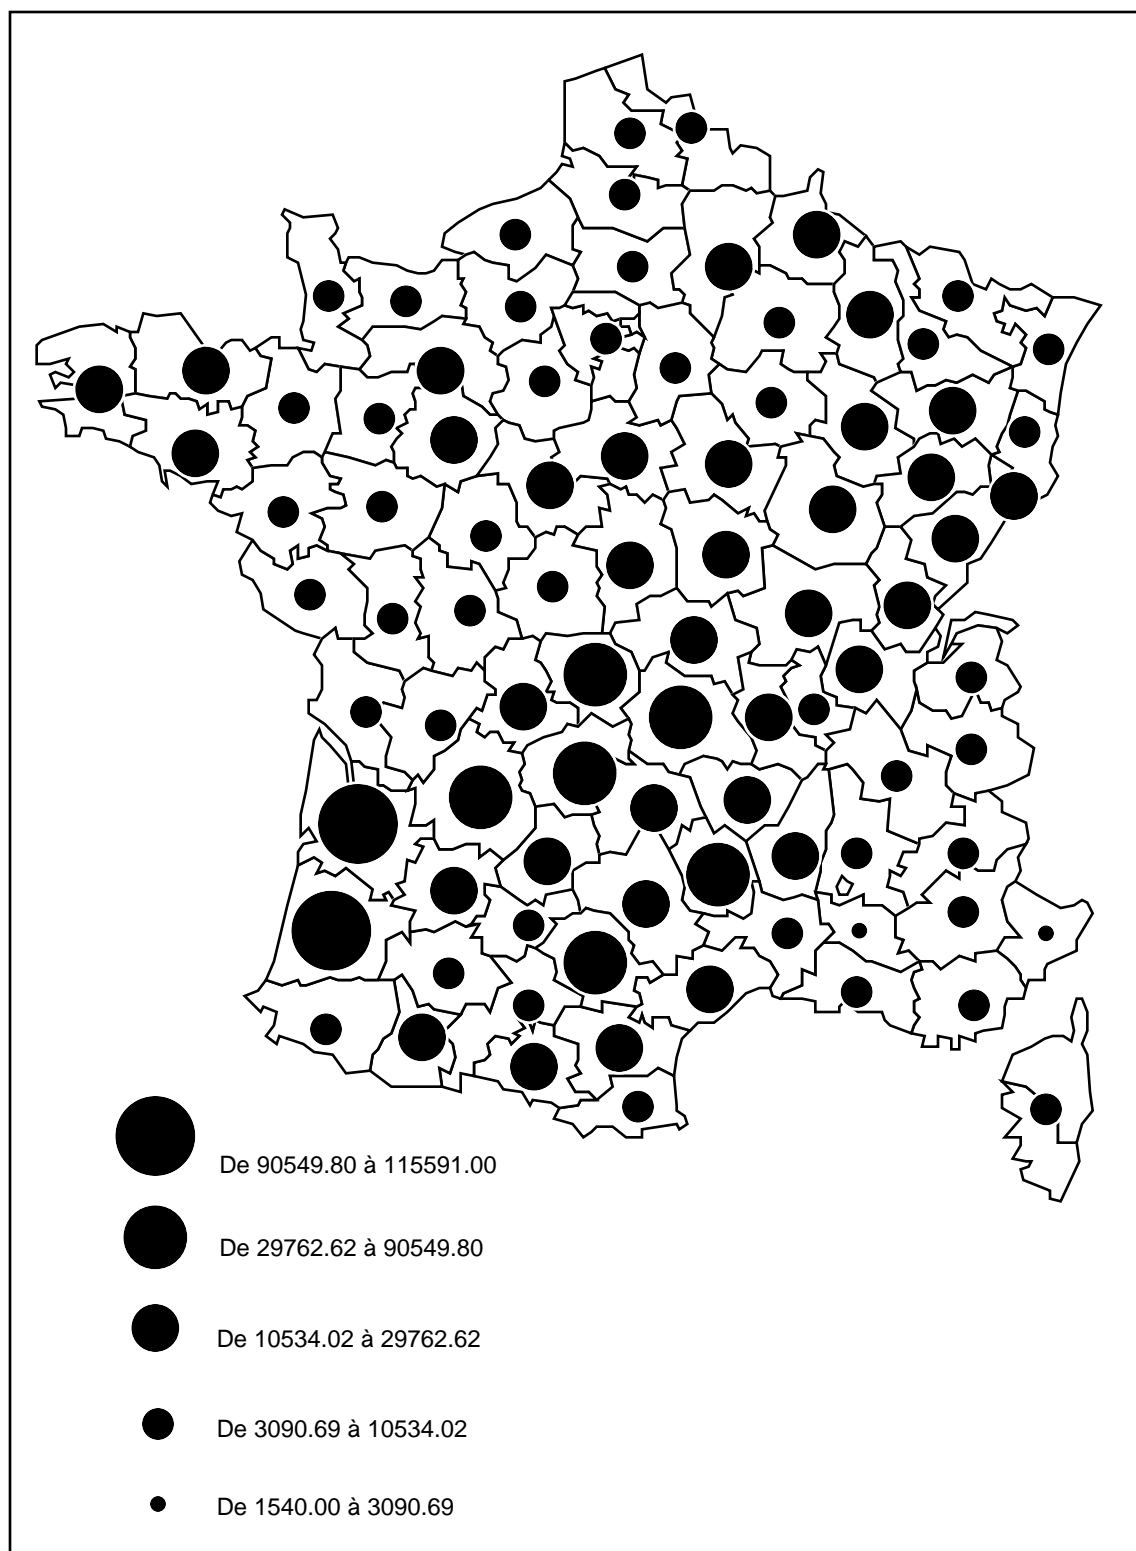 De 90549.80 à 115591.00
De 29762.62 à 90549.80
De 10534.02 à 29762.62
De 3090.69 à 10534.02
De 1540.00 à 3090.69